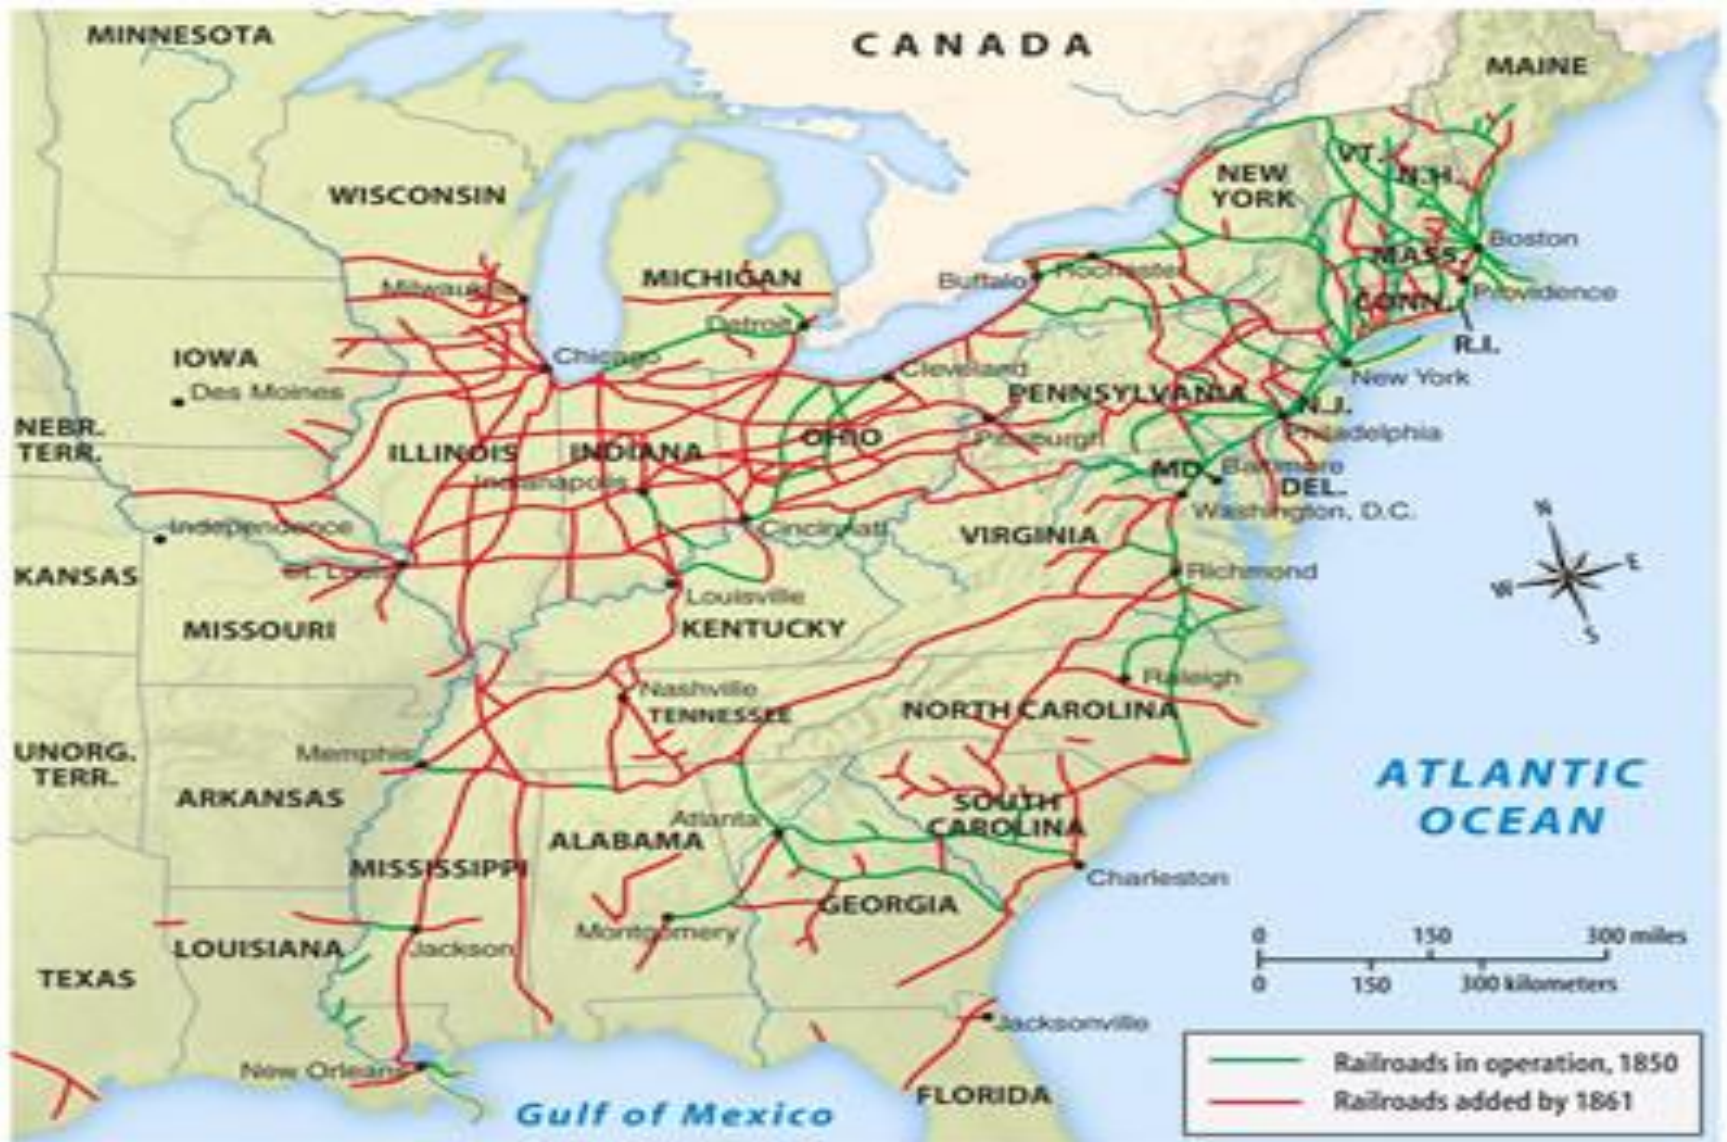 MINNESOTA
CANADA
MAINE
WISCONSIN
NEW
YORK
VT.
N.H.
MICHIGAN
Milwaukee
Buffalo
Rochester
MASS.
Boston
Detroit
CONN.
Providence
R.I.
IOWA
Chicago
Des Moines
Cleveland
PENNSYLVANIA
New York
N.J.
NEBR.
TERR.
ILLINOIS
INDIANA
OHIO
Pittsburgh
Philadelphia
Indianapolis
MD.
Baltimore
DEL.
Independence
Cincinnati
Washington, D.C.
VIRGINIA
N
E
W
S
KANSAS
St. Louis
Richmond
Louisville
MISSOURI
KENTUCKY
Nashville
Raleigh
TENNESSEE
NORTH CAROLINA
UNORG.
TERR.
Memphis
ARKANSAS
ATLANTIC
OCEAN
SOUTH
CAROLINA
Atlanta
ALABAMA
MISSISSIPPI
Charleston
GEORGIA
Montgomery
LOUISIANA
Jackson
TEXAS
0 150 300 miles
0 150 300 kilometers
Jacksonville
New Orleans
FLORIDA
Gulf of Mexico
Railroads in operation, 1850
Railroads added by 1861